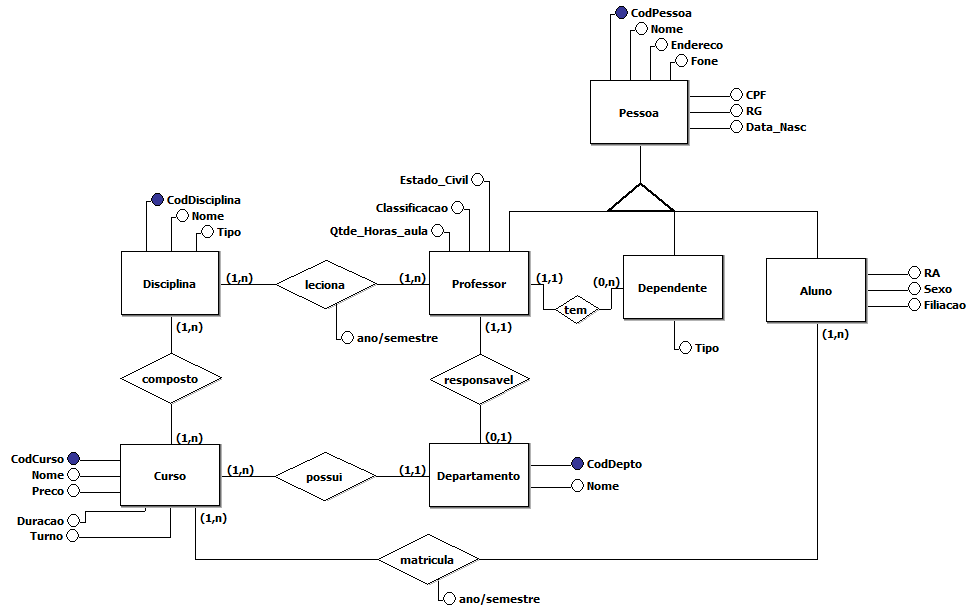 CodPessoa
Nome
Endereco
Fone
Pessoa
CPF
RG
Data_Nasc
Estado_Civil
Classificacao
Qtde_Horas_aula
CodDisciplina
Nome
Tipo
Disciplina
(1,n)
leciona
(1,n)
Professor
(1,1)
tem
(0,n)
Dependente
Aluno
RA
Sexo
Filiacao
ano/semestre
Tipo
(1,n)
(1,1)
(1,n)
composto
responsavel
(1,n)
(0,1)
CodCurso
Nome
Preco
Duracao
Turno
Curso
(1,n)
possui
(1,1)
Departamento
CodDepto
Nome
(1,n)
matricula
ano/semestre